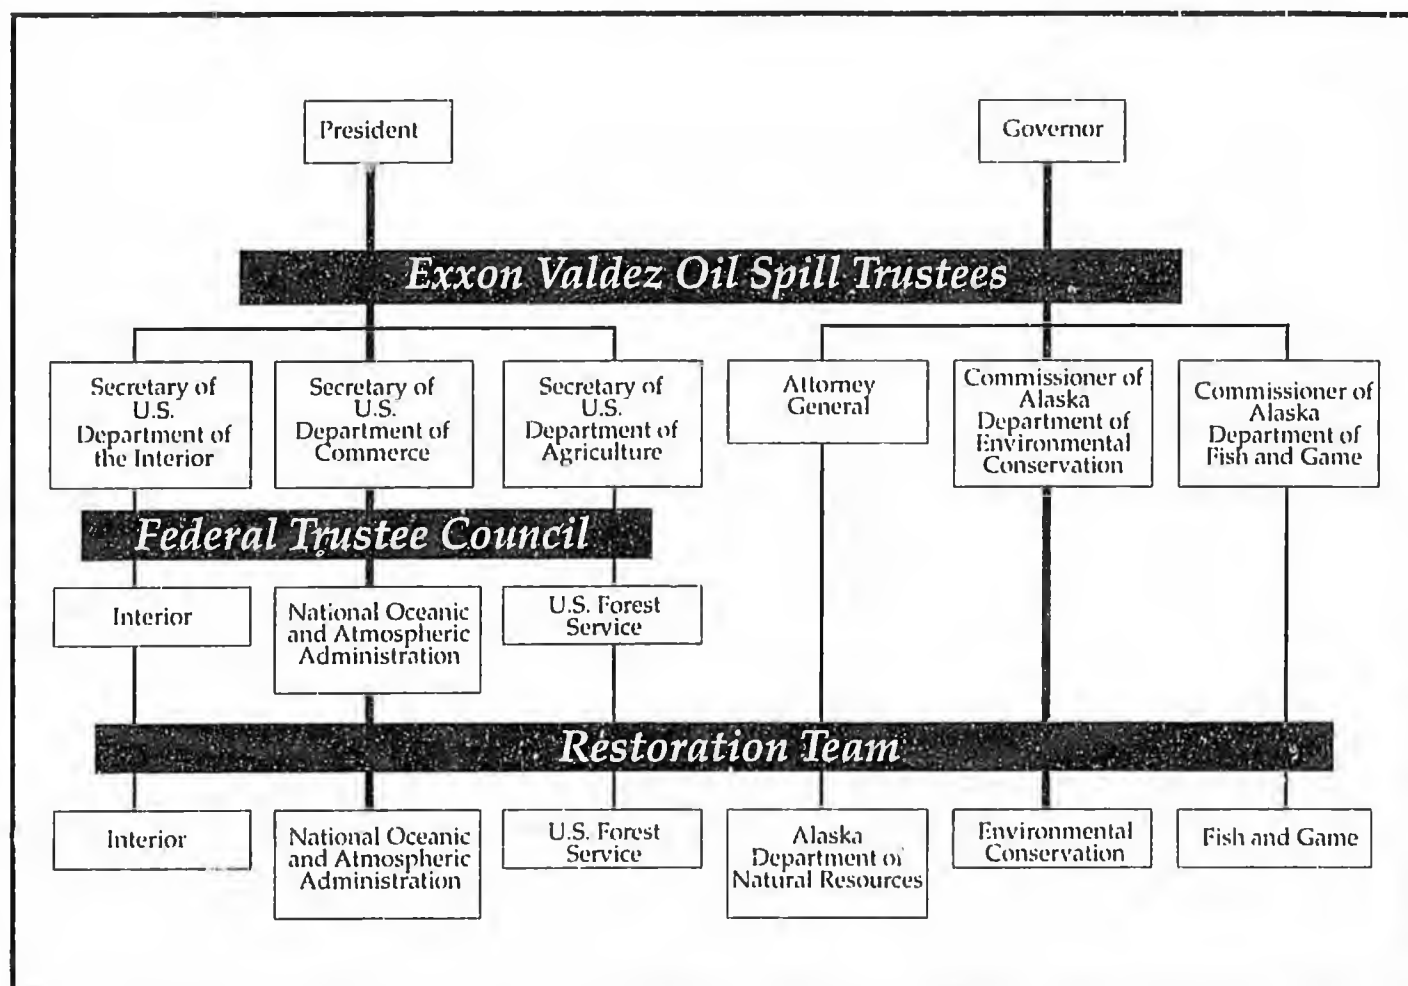 President
Governor
Exxon Valdez Oil Spill Trustees
Secretary of
U.S.
Department of
the Interior
Secretary of
U.S.
Department of
Commerce
Secretary of
U.S.
Department of
Agriculture
Attorney
General
Commissioner of
Alaska
Department of
Environmental
Conservation
Commissioner of
Alaska
Department of
Fish and Game
Federal Trustee Council
Interior
National Oceanic
and Atmospheric
Administration
U.S. Forest
Service
Restoration Team
Interior
National Oceanic
and Atmospheric
Administration
U.S. Forest
Service
Alaska
Department of
Natural Resources
Environmental
Conservation
Fish and Game